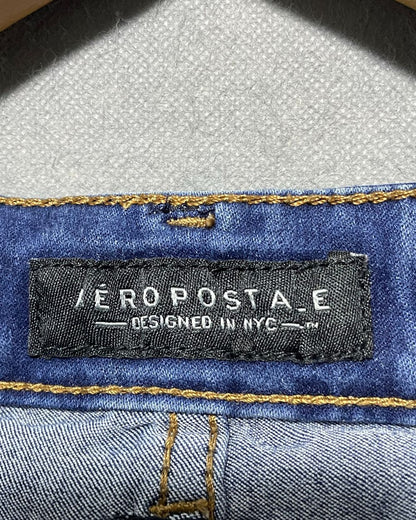 AÉROPOSTALE
— DESIGNED IN NYC — ™